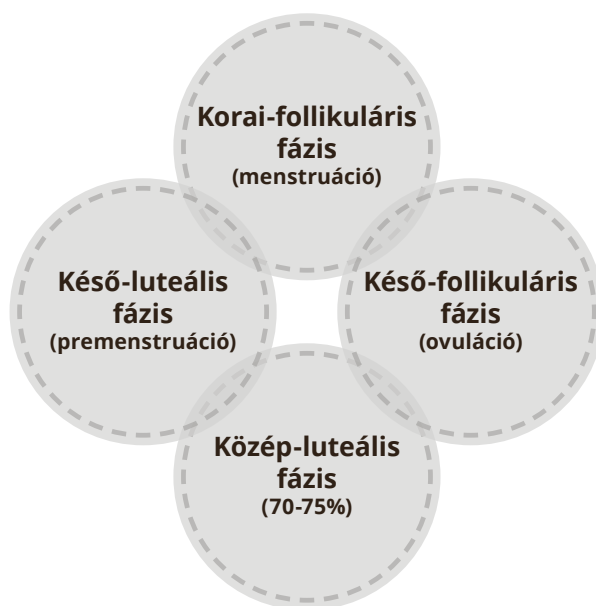 Korai-follikuláris
fázis
(menstruáció)
Késő-luteális
fázis
(premenstruáció)
Késő-follikuláris
fázis
(ovuláció)
Közép-luteális
fázis
(70-75%)